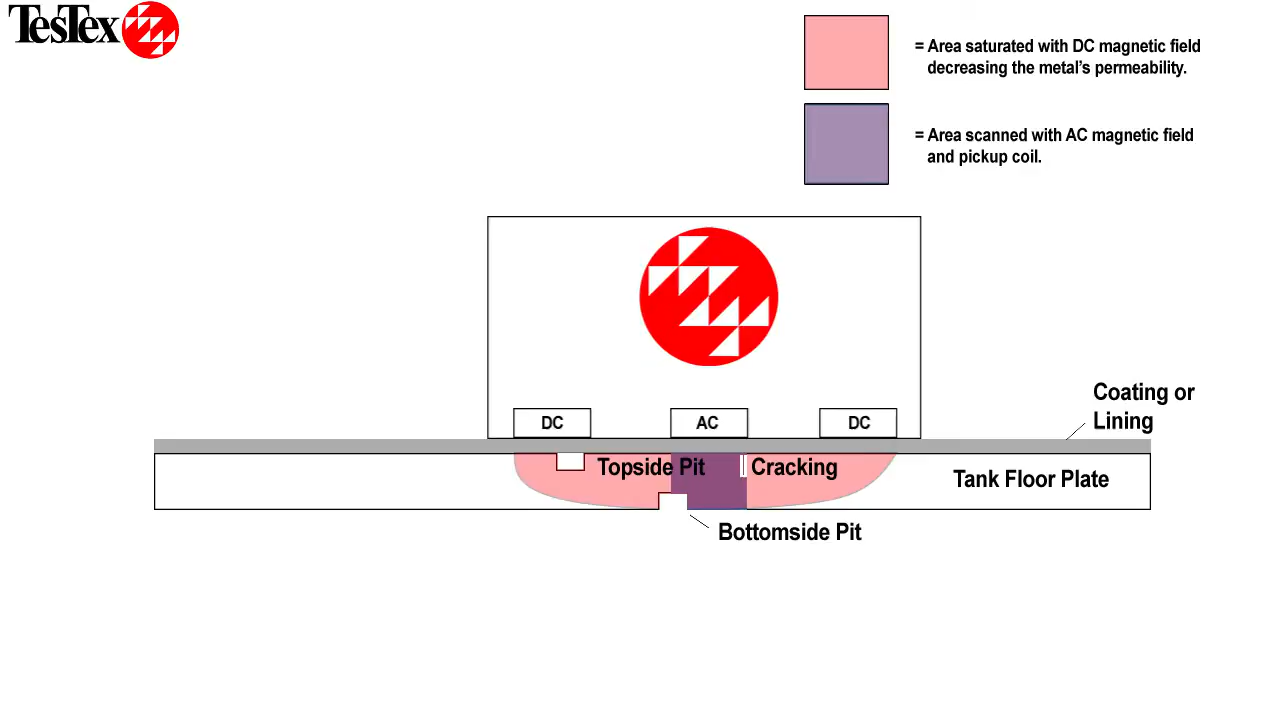 TesTex
= Area saturated with DC magnetic field
decreasing the metal's permeability.
= Area scanned with AC magnetic field
and pickup coil.
Coating or
Lining
DC
AC
DC
Topside Pit
Cracking
Tank Floor Plate
Bottomside Pit